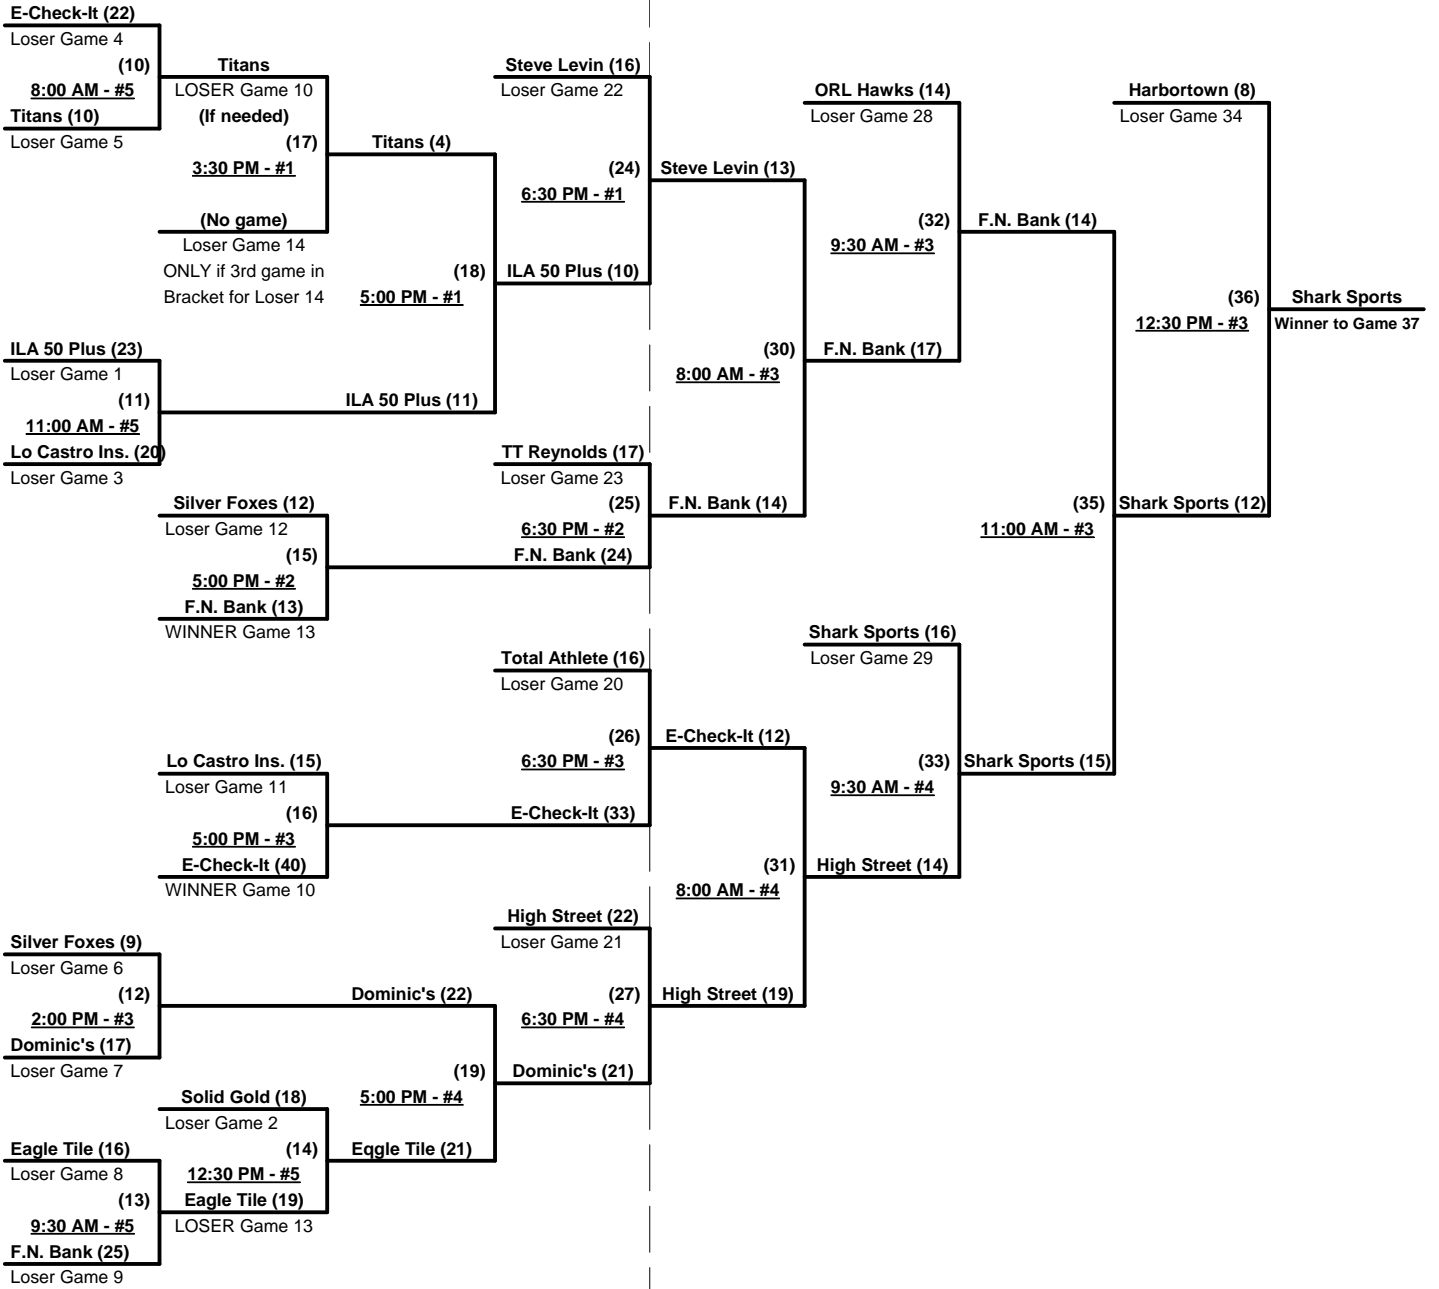 E-Check-It (22)
Loser Game 4
(10)
8:00 AM - #5
Titans (10)
Loser Game 5
Titans
LOSER Game 10
(If needed)
(17)
3:30 PM - #1
(No game)
Loser Game 14
ONLY if 3rd game in
Bracket for Loser 14
Titans (4)
(18)
5:00 PM - #1
ILA 50 Plus (23)
Loser Game 1
(11)
11:00 AM - #5
Lo Castro Ins. (20)
Loser Game 3
ILA 50 Plus (11)
Steve Levin (16)
Loser Game 22
(24)
6:30 PM - #1
ILA 50 Plus (10)
Steve Levin (13)
(30)
8:00 AM - #3
TT Reynolds (17)
Loser Game 23
(25)
6:30 PM - #2
F.N. Bank (24)
F.N. Bank (14)
Silver Foxes (12)
Loser Game 12
(15)
5:00 PM - #2
F.N. Bank (13)
WINNER Game 13
ORL Hawks (14)
Loser Game 28
(32)
9:30 AM - #3
F.N. Bank (17)
F.N. Bank (14)
(35)
11:00 AM - #3
Harbortown (8)
Loser Game 34
(36)
12:30 PM - #3
Shark Sports
Winner to Game 37
Shark Sports (12)
Total Athlete (16)
Loser Game 20
(26)
6:30 PM - #3
E-Check-It (33)
E-Check-It (12)
Lo Castro Ins. (15)
Loser Game 11
(16)
5:00 PM - #3
E-Check-It (40)
WINNER Game 10
Shark Sports (16)
Loser Game 29
(33)
9:30 AM - #4
Shark Sports (15)
High Street (14)
(31)
8:00 AM - #4
High Street (22)
Loser Game 21
(27)
6:30 PM - #4
High Street (19)
Dominic's (21)
Silver Foxes (9)
Loser Game 6
(12)
2:00 PM - #3
Dominic's (17)
Loser Game 7
Dominic's (22)
(19)
5:00 PM - #4
Solid Gold (18)
Loser Game 2
(14)
12:30 PM - #5
Eagle Tile (19)
LOSER Game 13
Eqgle Tile (21)
Eagle Tile (16)
Loser Game 8
(13)
9:30 AM - #5
F.N. Bank (25)
Loser Game 9